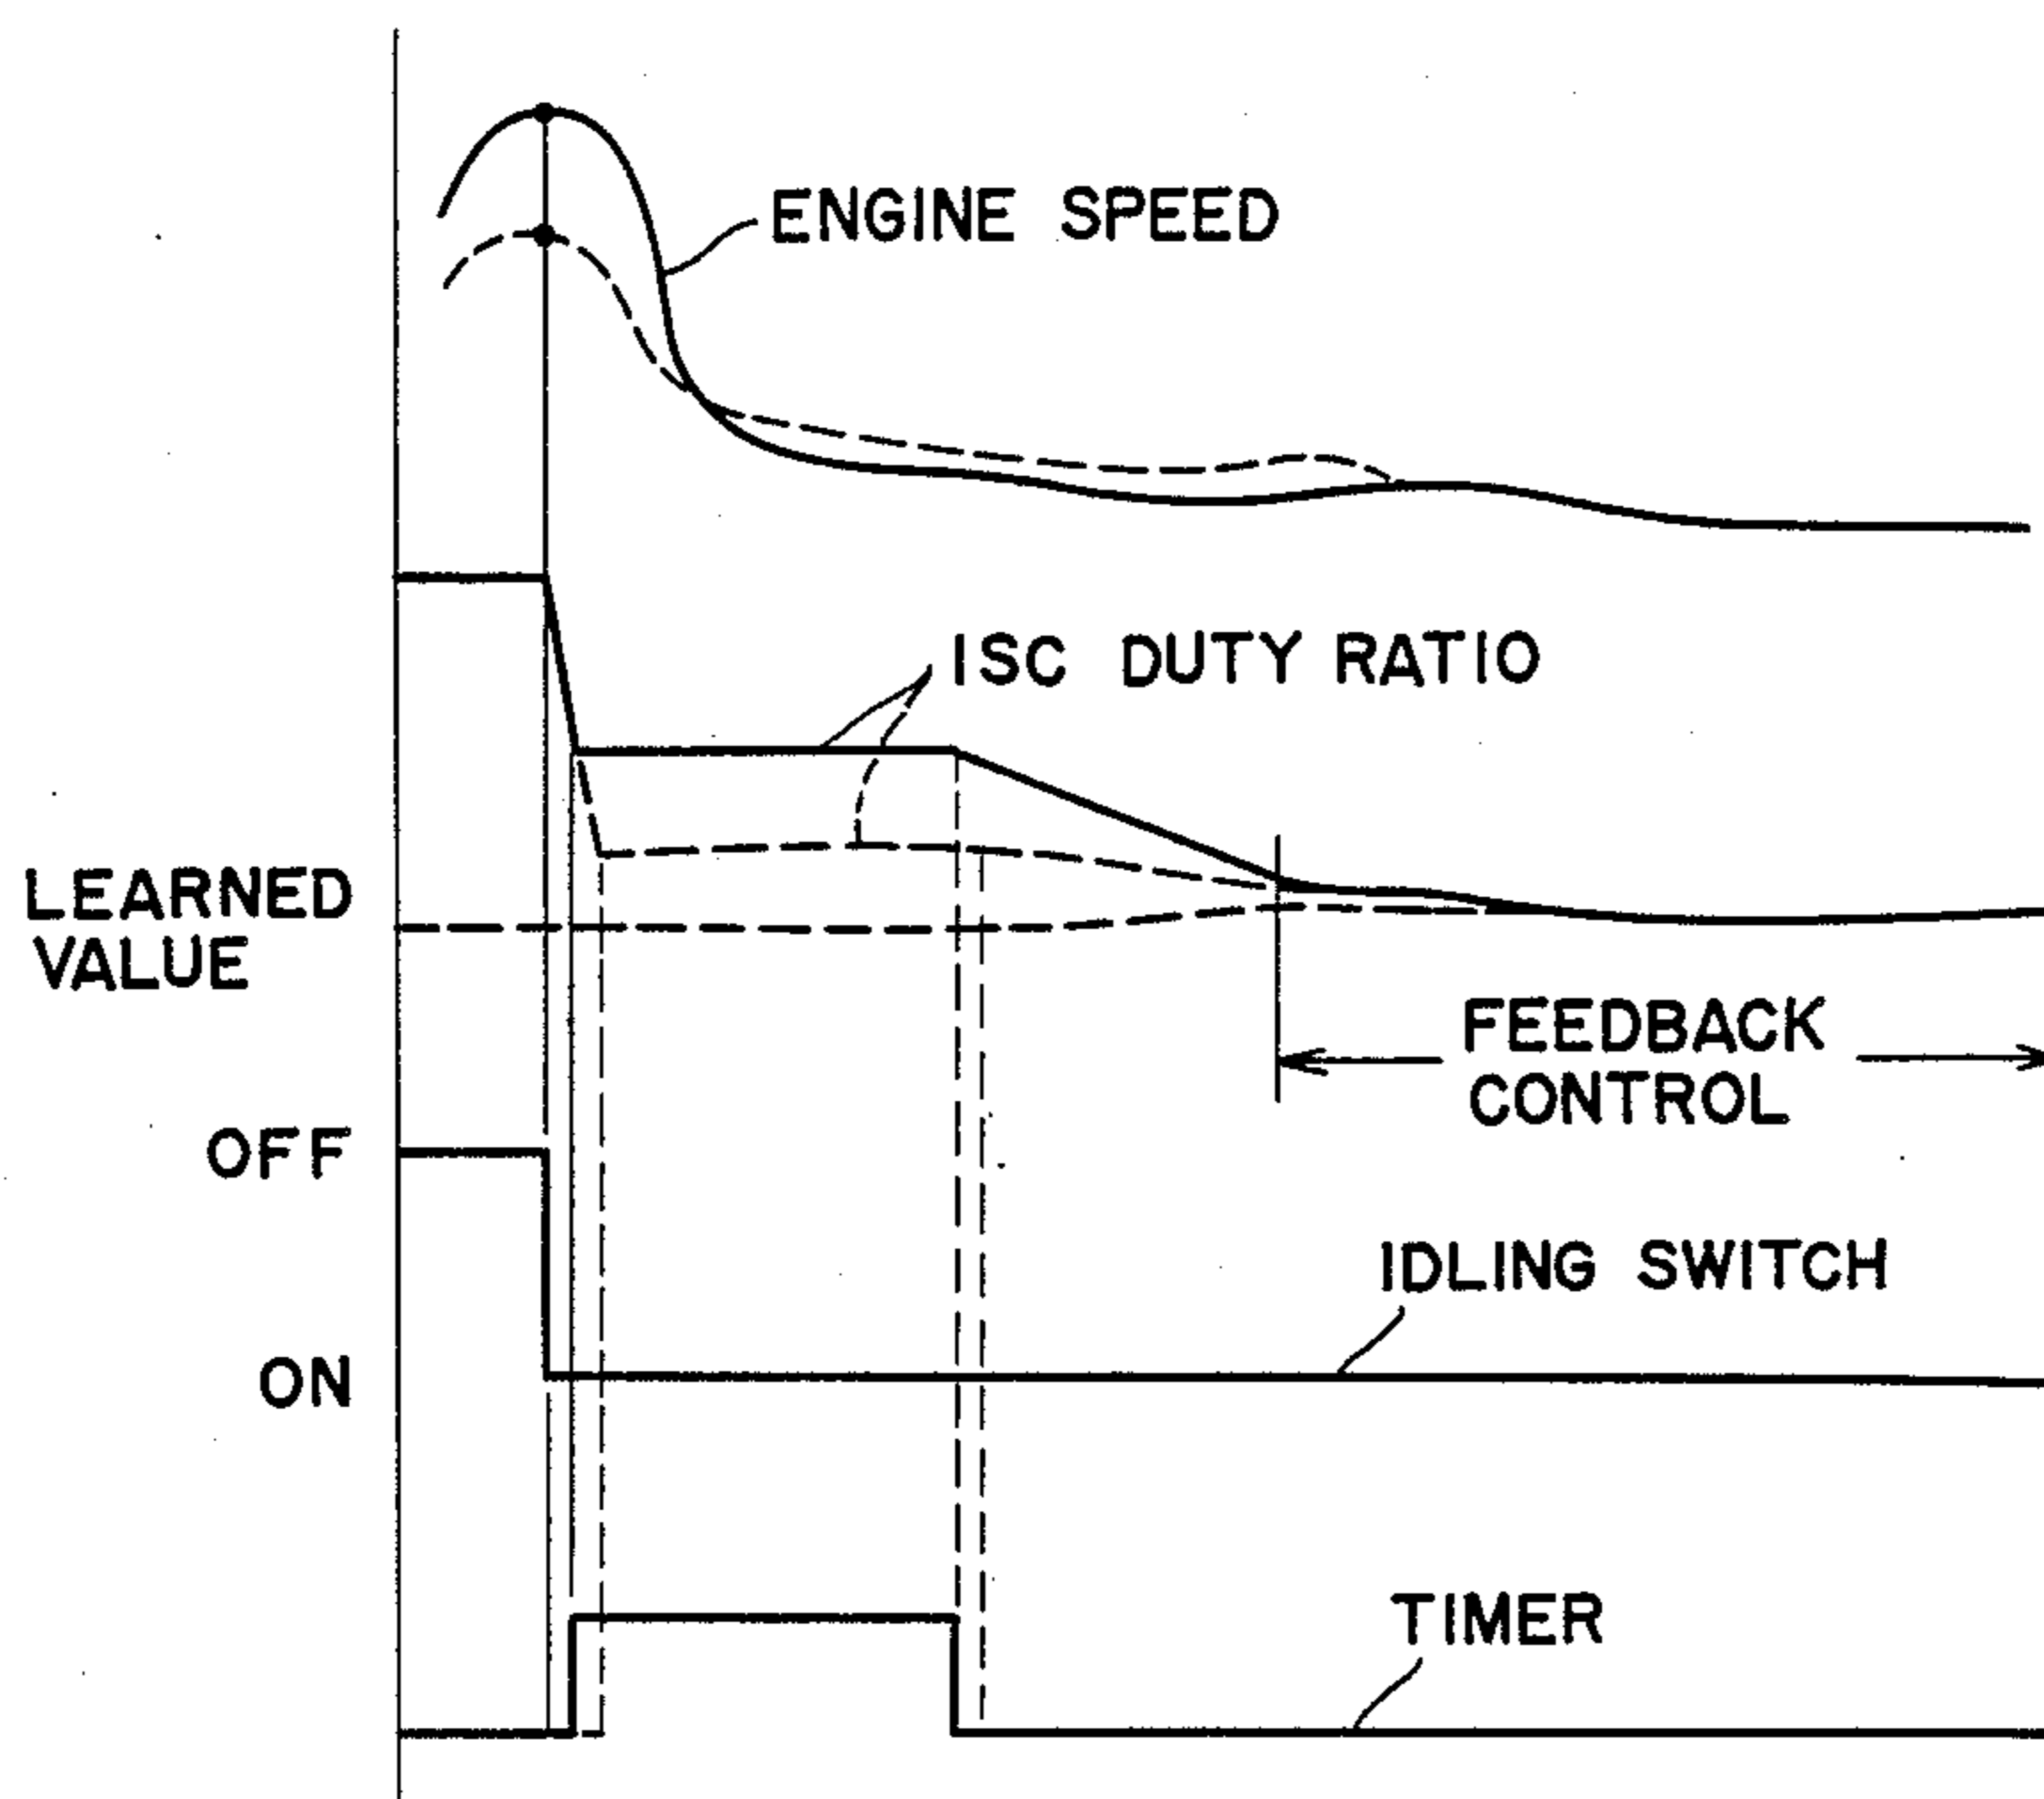 ENGINE SPEED
ISC DUTY RATIO
LEARNED
VALUE
FEEDBACK
CONTROL
OFF
IDLING SWITCH
ON
TIMER